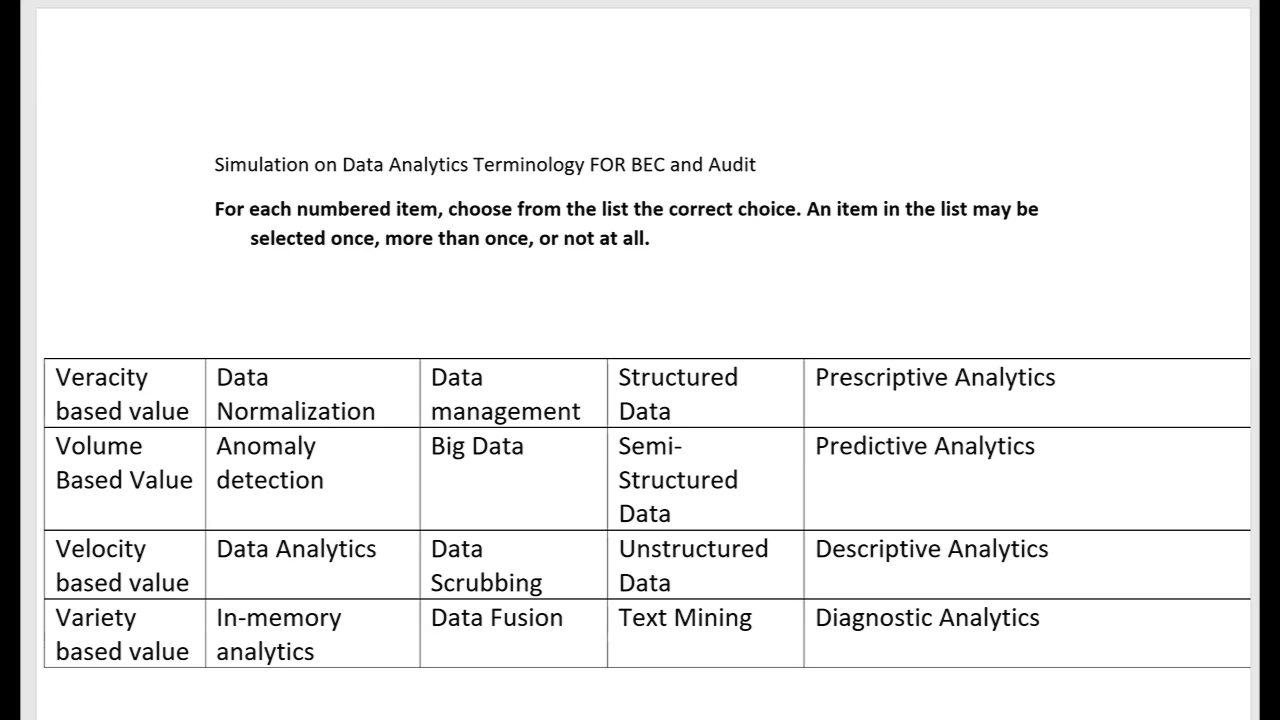 Simulation on Data Analytics Terminology FOR BEC and Audit
For each numbered item, choose from the list the correct choice. An item in the list may be
selected once, more than once, or not at all.
Veracity based value
Data Normalization
Data management
Structured Data
Prescriptive Analytics
Volume Based Value
Anomaly detection
Big Data
Semi-Structured Data
Predictive Analytics
Velocity based value
Data Analytics
Data Scrubbing
Unstructured Data
Descriptive Analytics
Variety based value
In-memory analytics
Data Fusion
Text Mining
Diagnostic Analytics